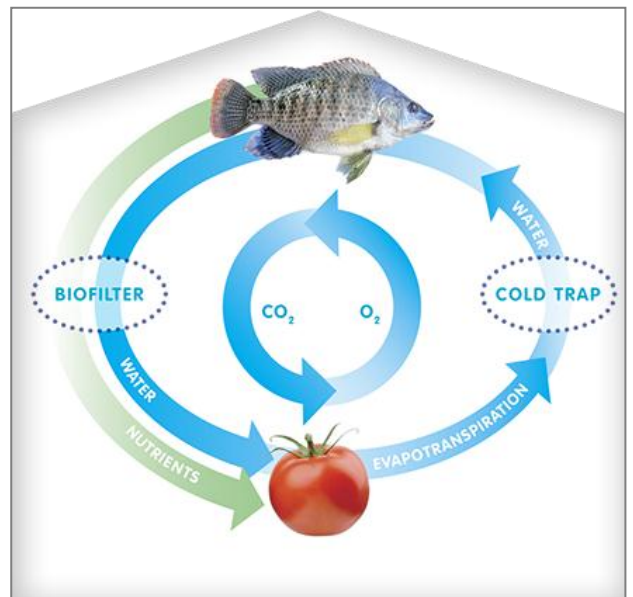 WATER
BIOFILTER
COLD TRAP
CO₂
O₂
WATER
EVAPOTRANSPIRATION
NUTRIENTS